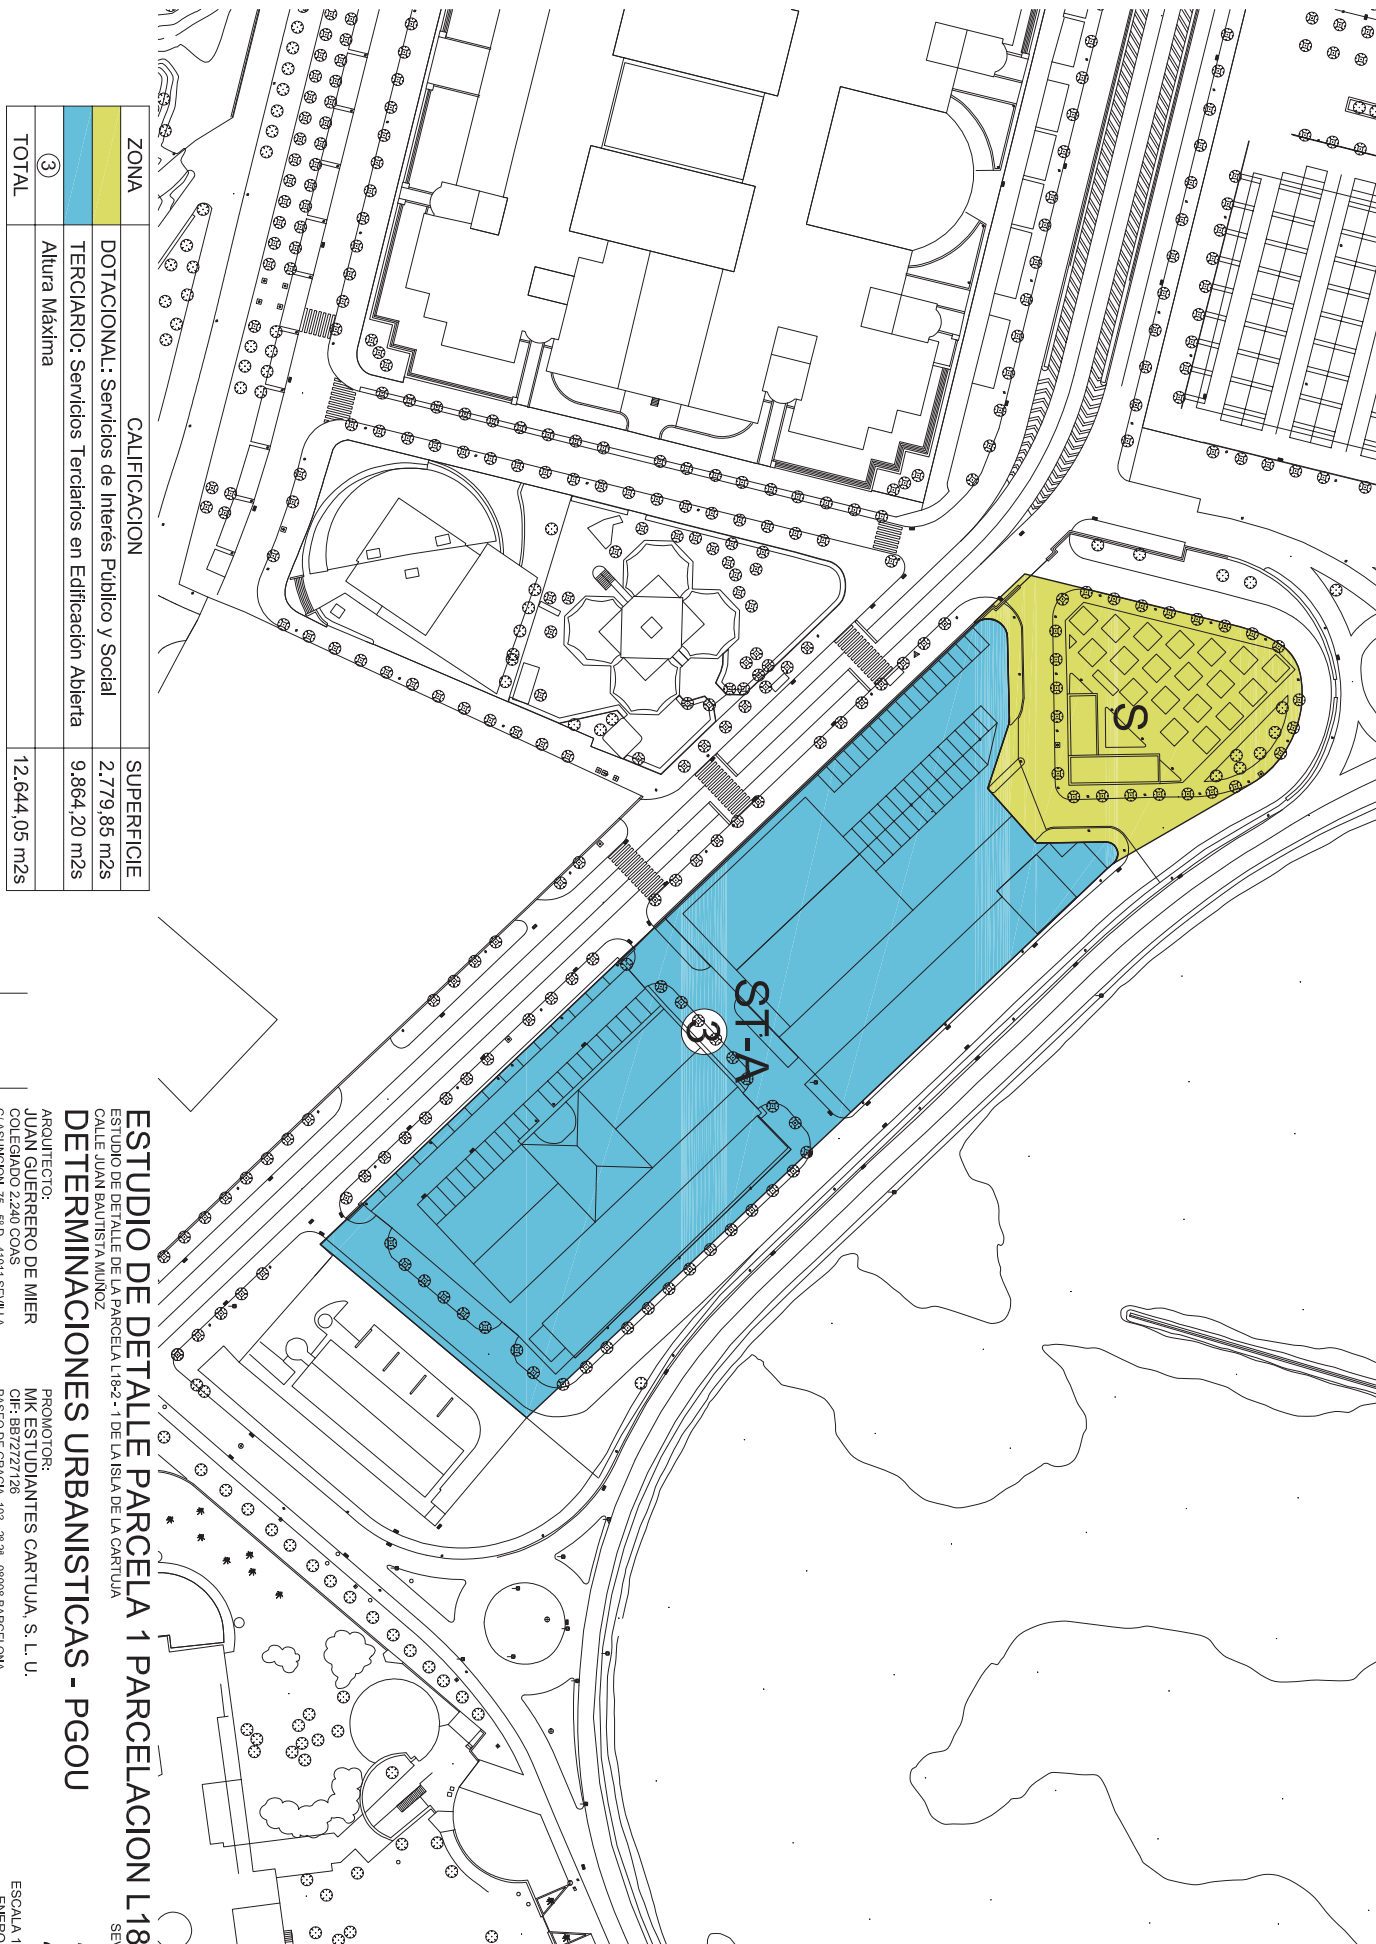 ZONA CALIFICACION SUPERFICIE
DOTACIONAL: Servicios de Interés Público y Social 2.779,85 m2s
TERCIARIO: Servicios Terciarios en Edificación Abierta 9.864,20 m2s
3 Altura Máxima
TOTAL 12.644,05 m2s
S
ST-A
3
ESTUDIO DE DETALLE PARCELA 1 PARCELACION L18
ESTUDIO DE DETALLE DE LA PARCELA L18-2 - 1 DE LA ISLA DE LA CARTUJA
CALLE JUAN BAUTISTA MUÑOZ
DETERMINACIONES URBANISTICAS - PGOU
ARQUITECTO:
JUAN GUERRERO DE MIER
COLEGIADO 2.240 COAS
PROMOTOR:
MK ESTUDIANTES CARTUJA, S. L. U.
CIF: B87277126
ESCALA 1
ENERO